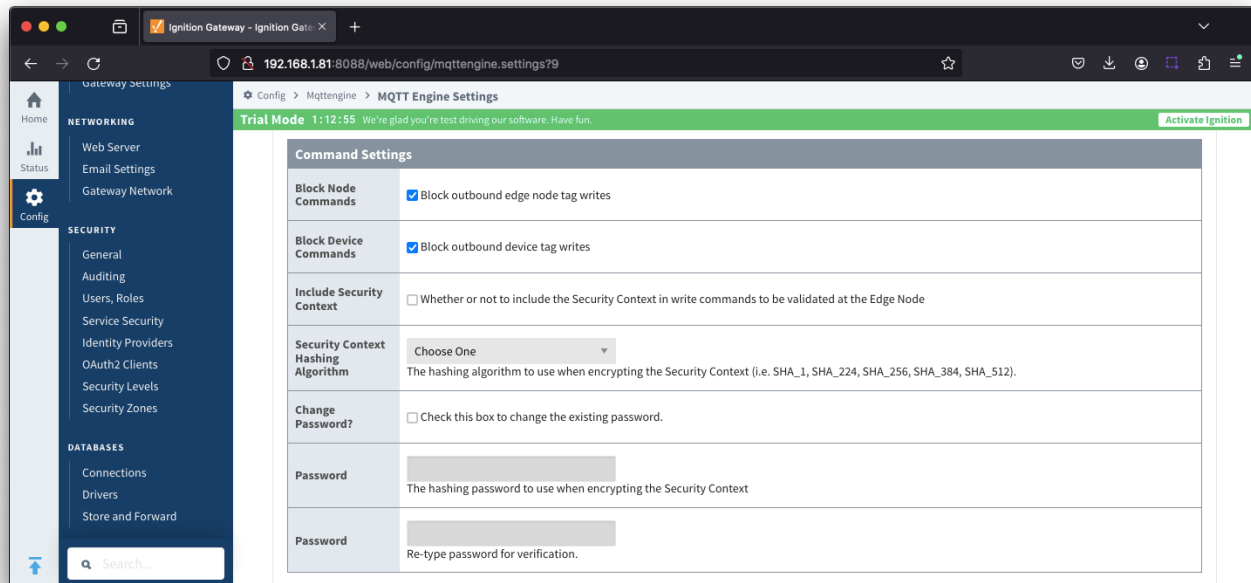 Ignition Gateway - Ignition Gate
192.168.1.81:8088/web/config/mqttengine.settings?9
Home
Status
Config
Gateway Settings
NETWORKING
Web Server
Email Settings
Gateway Network
SECURITY
General
Auditing
Users, Roles
Service Security
Identity Providers
OAuth2 Clients
Security Levels
Security Zones
DATABASES
Connections
Drivers
Store and Forward
Search...
Config > Mqttengine > MQTT Engine Settings
Trial Mode 1:12:55 We're glad you're test driving our software. Have fun. Activate Ignition
Command Settings
Block Node
Commands
Block outbound edge node tag writes
Block Device
Commands
Block outbound device tag writes
Include Security
Context
Whether or not to include the Security Context in write commands to be validated at the Edge Node
Security Context
Hashing
Algorithm
Choose One
The hashing algorithm to use when encrypting the Security Context (i.e. SHA_1, SHA_224, SHA_256, SHA_384, SHA_512).
Change
Password?
Check this box to change the existing password.
Password
The hashing password to use when encrypting the Security Context
Password
Re-type password for verification.